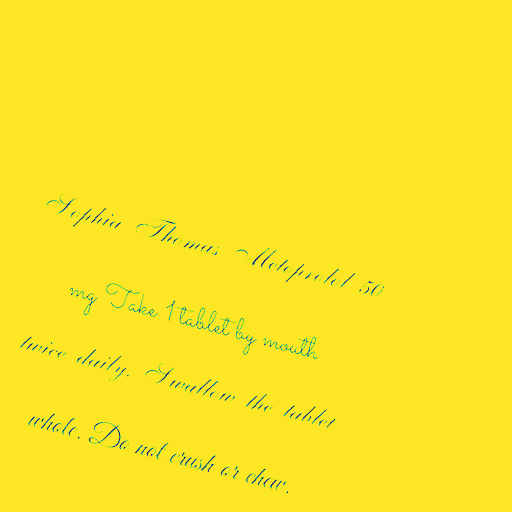 Sophia Thomas Metoprolol 50
mg Take 1 tablet by mouth
twice daily. Swallow the tablet
whole. Do not crush or chew.